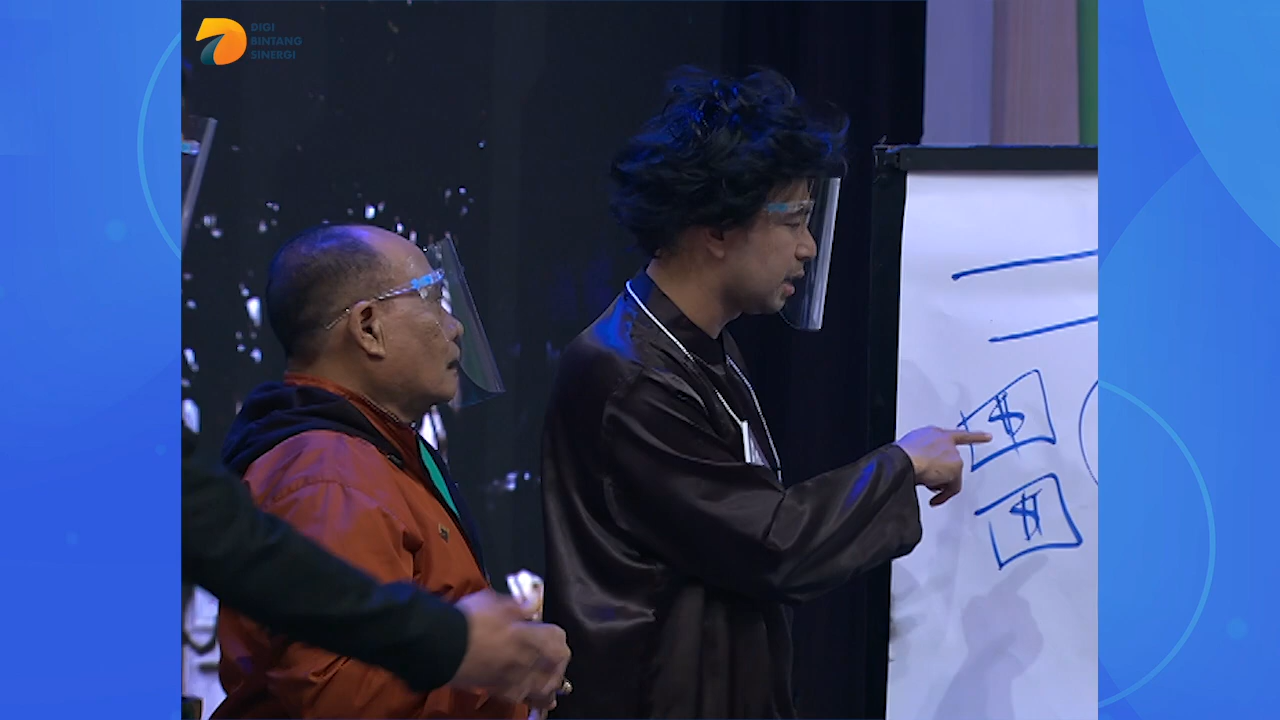 DIGI
BINTANG
SINERGI
$
$